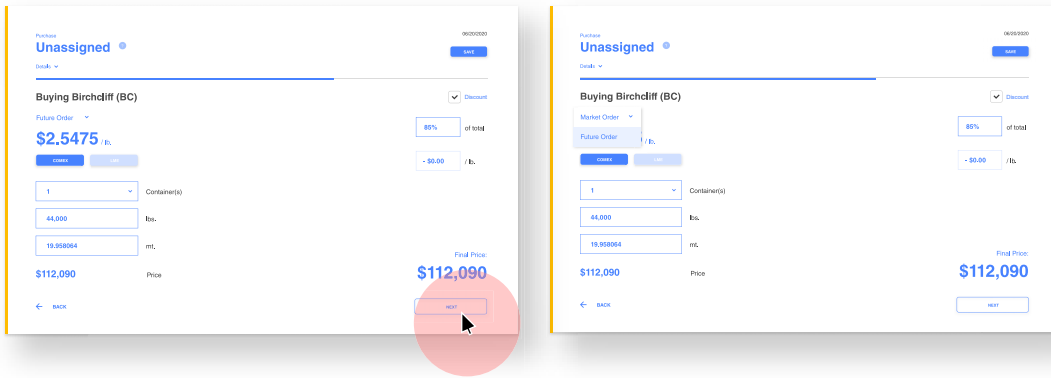 Purchase
06/20/2020
Unassigned
SAVE
Details
Buying Birchcliff (BC)
Discount
Future Order
$2.5475 / lb.
85% of total
COMEX
LME
- $0.00 / lb.
1 Container(s)
44,000 lbs.
19.958064 mt.
Final Price:
$112,090 Price
$112,090
BACK
NEXT
Purchase
06/20/2020
Unassigned
SAVE
Details
Buying Birchcliff (BC)
Discount
Market Order
Future Order
/ lb.
85% of total
COMEX
LME
- $0.00 / lb.
1 Container(s)
44,000 lbs.
19.958064 mt.
Final Price:
$112,090 Price
$112,090
BACK
NEXT